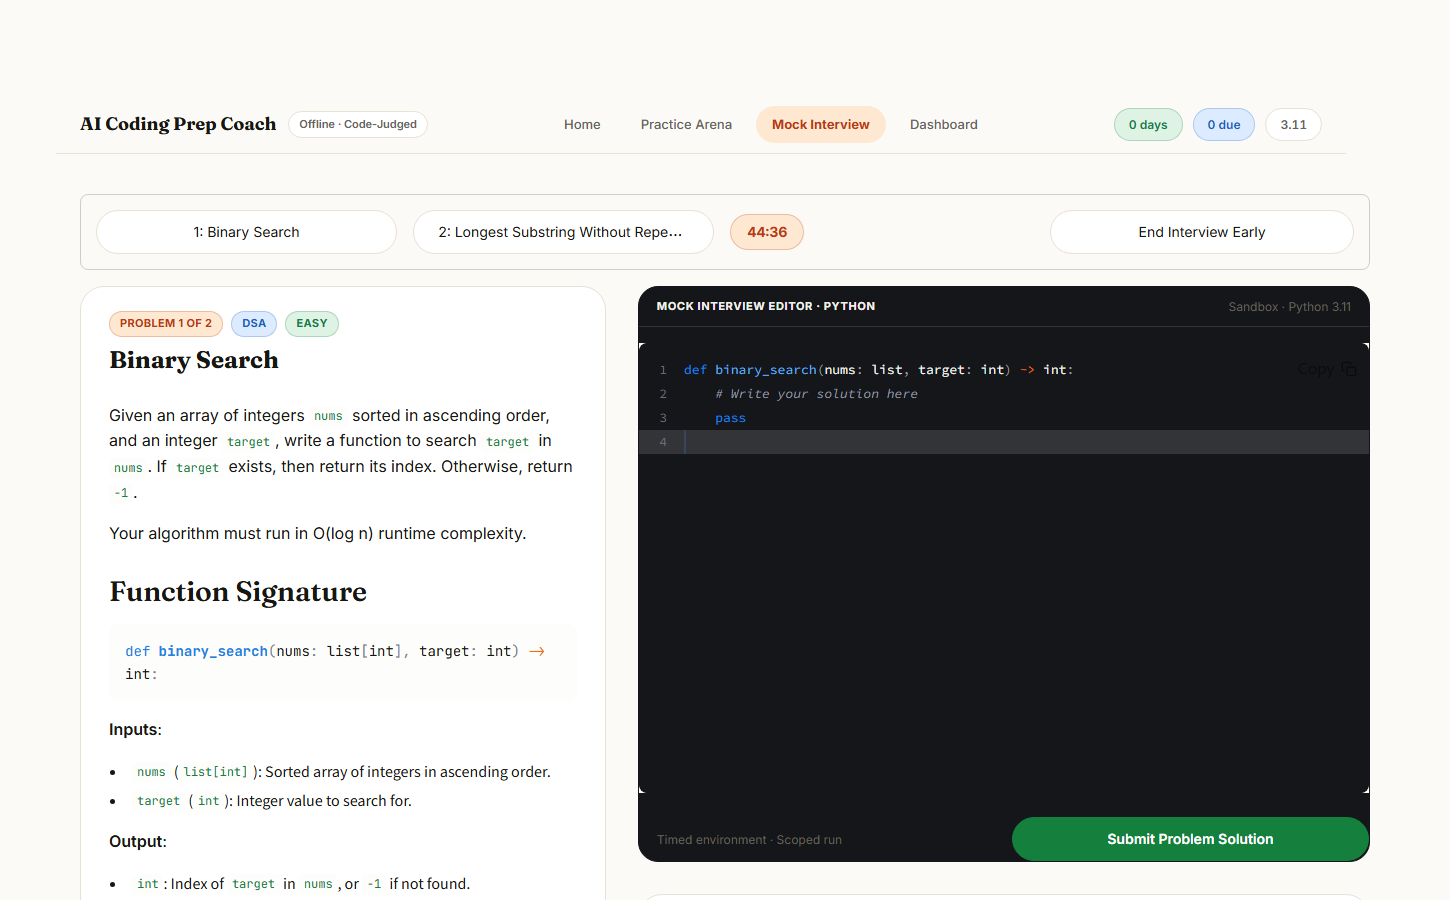 AI Coding Prep Coach
Offline · Code-Judged
Home
Practice Arena
Mock Interview
Dashboard
0 days
0 due
3.11
1: Binary Search
2: Longest Substring Without Repe...
44:36
End Interview Early
PROBLEM 1 OF 2
DSA
EASY
Binary Search
Given an array of integers nums sorted in ascending order,
and an integer target , write a function to search target in
nums . If target exists, then return its index. Otherwise, return
-1 .
Your algorithm must run in O(log n) runtime complexity.
Function Signature
def binary_search(nums: list[int], target: int) ->
int:
Inputs:
• nums ( list[int] ): Sorted array of integers in ascending order.
• target ( int ): Integer value to search for.
Output:
• int : Index of target in nums , or -1 if not found.
MOCK INTERVIEW EDITOR · PYTHON
Sandbox · Python 3.11
Copy
1 def binary_search(nums: list, target: int) -> int:
2     # Write your solution here
3     pass
4
Timed environment · Scoped run
Submit Problem Solution